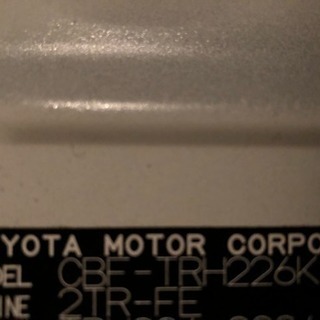 YOTA MOTOR CORPO
DEL CBF-TRH226K
INE 2TR-FE